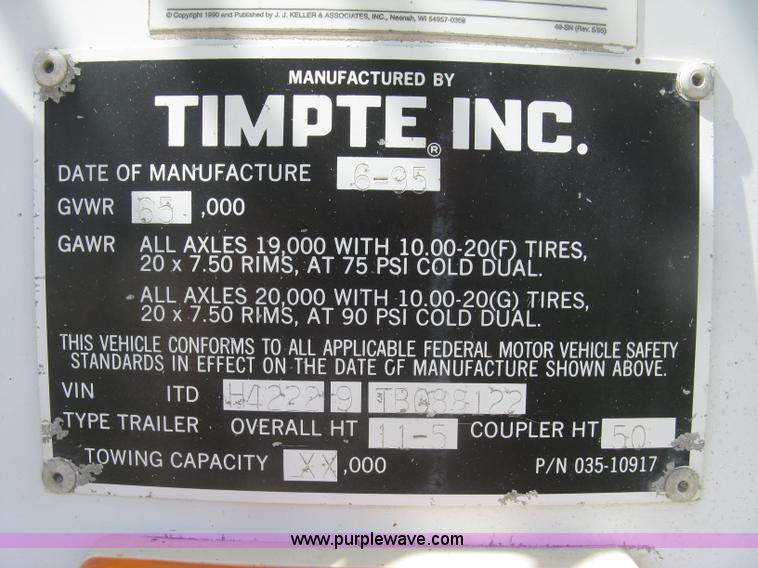 © Copyright 1990 and Published by J. J. KELLER & ASSOCIATES, INC., Neenah, WI 54957-0368 49-SN (Rev. 5/95)
MANUFACTURED BY
TIMPTE® INC.
DATE OF MANUFACTURE 6-95
GVWR 65 ,000
GAWR ALL AXLES 19,000 WITH 10.00-20(F) TIRES,
20 x 7.50 RIMS, AT 75 PSI COLD DUAL.
ALL AXLES 20,000 WITH 10.00-20(G) TIRES,
20 x 7.50 RIMS, AT 90 PSI COLD DUAL.
THIS VEHICLE CONFORMS TO ALL APPLICABLE FEDERAL MOTOR VEHICLE SAFETY
STANDARDS IN EFFECT ON THE DATE OF MANUFACTURE SHOWN ABOVE.
VIN ITD H4222 9 TB088122
TYPE TRAILER OVERALL HT 11-5 COUPLER HT 50
TOWING CAPACITY XX ,000 P/N 035-10917
www.purplewave.com